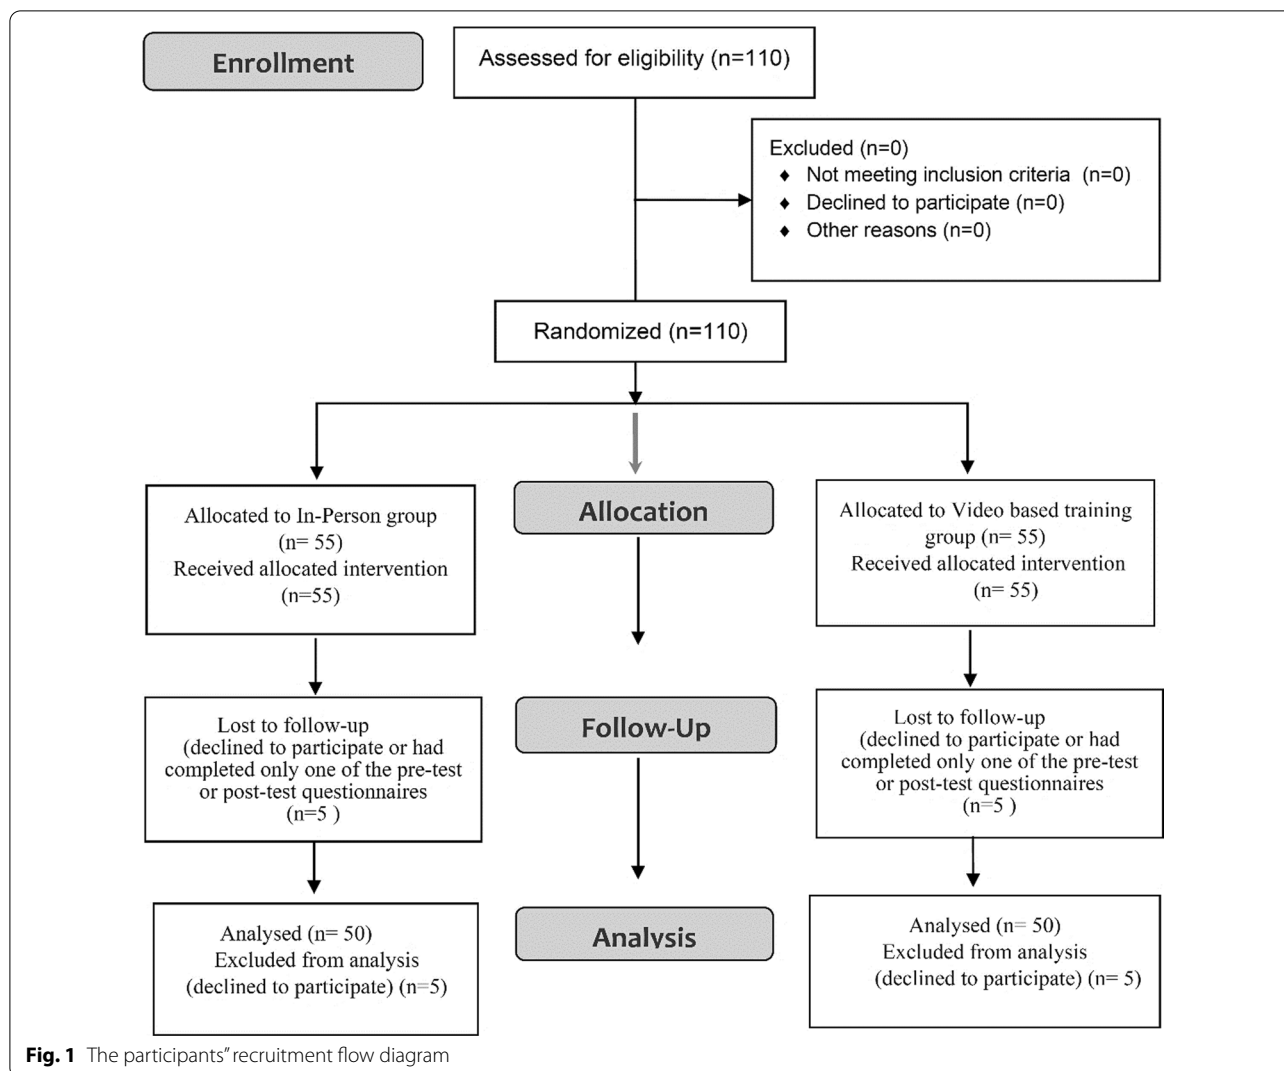 Enrollment
Assessed for eligibility (n=110)
Excluded (n=0)
♦ Not meeting inclusion criteria (n=0)
♦ Declined to participate (n=0)
♦ Other reasons (n=0)
Randomized (n=110)
Allocated to In-Person group
(n= 55)
Received allocated intervention
(n=55)
Allocation
Allocated to Video based training
group (n= 55)
Received allocated intervention
(n= 55)
Lost to follow-up
(declined to participate or had
completed only one of the pre-test
or post-test questionnaires
(n=5 )
Follow-Up
Lost to follow-up
(declined to participate or had
completed only one of the pre-test
or post-test questionnaires
(n=5 )
Analysed (n= 50)
Excluded from analysis
(declined to participate) (n=5)
Analysis
Analysed (n= 50)
Excluded from analysis
(declined to participate) (n= 5)
Fig. 1 The participants" recruitment flow diagram